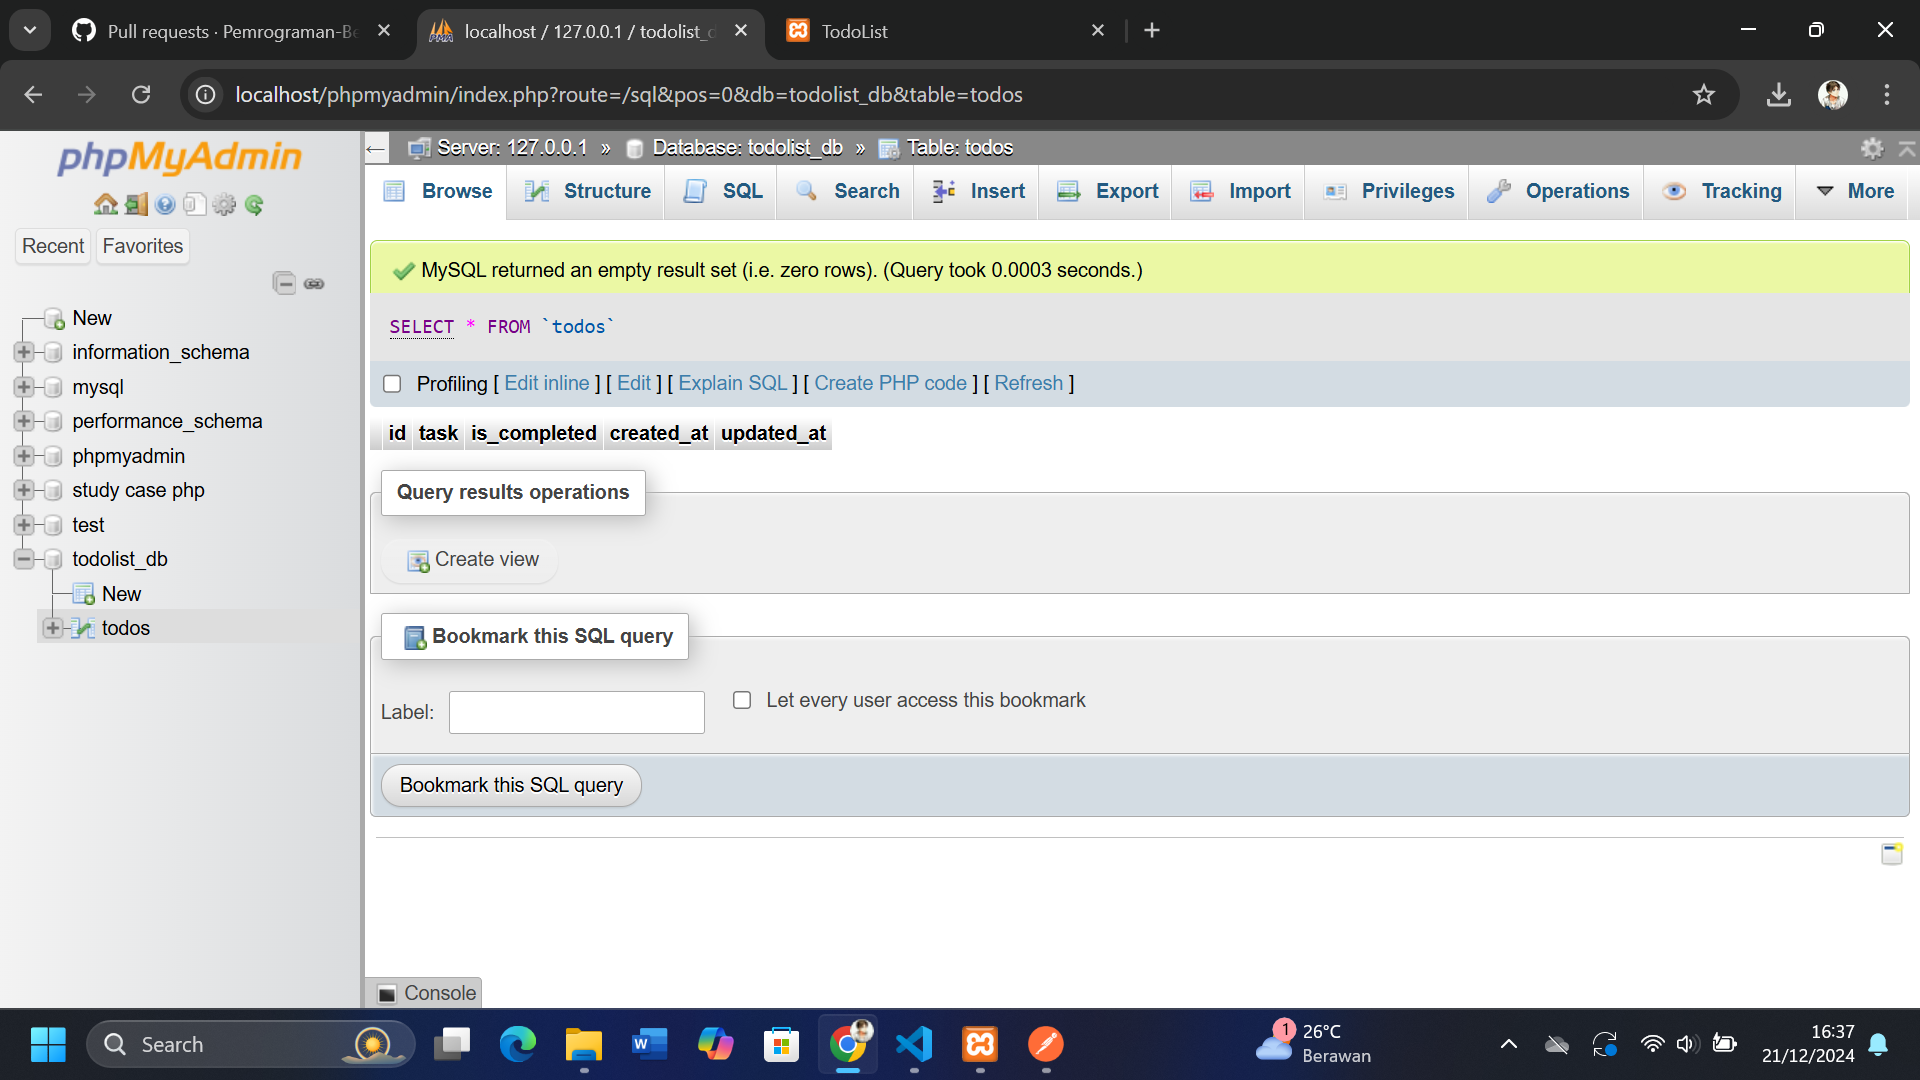 Pull requests · Pemrograman-Be
localhost / 127.0.0.1 / todolist_d
TodoList
localhost/phpmyadmin/index.php?route=/sql&pos=0&db=todolist_db&table=todos
phpMyAdmin
Recent
Favorites
New
information_schema
mysql
performance_schema
phpmyadmin
study case php
test
todolist_db
New
todos
Server: 127.0.0.1 » Database: todolist_db » Table: todos
Browse
Structure
SQL
Search
Insert
Export
Import
Privileges
Operations
Tracking
More
MySQL returned an empty result set (i.e. zero rows). (Query took 0.0003 seconds.)
SELECT * FROM `todos`
Profiling [ Edit inline ] [ Edit ] [ Explain SQL ] [ Create PHP code ] [ Refresh ]
id task is_completed created_at updated_at
Query results operations
Create view
Bookmark this SQL query
Label:
Let every user access this bookmark
Bookmark this SQL query
Console
Search
1
26°C
Berawan
16:37
21/12/2024